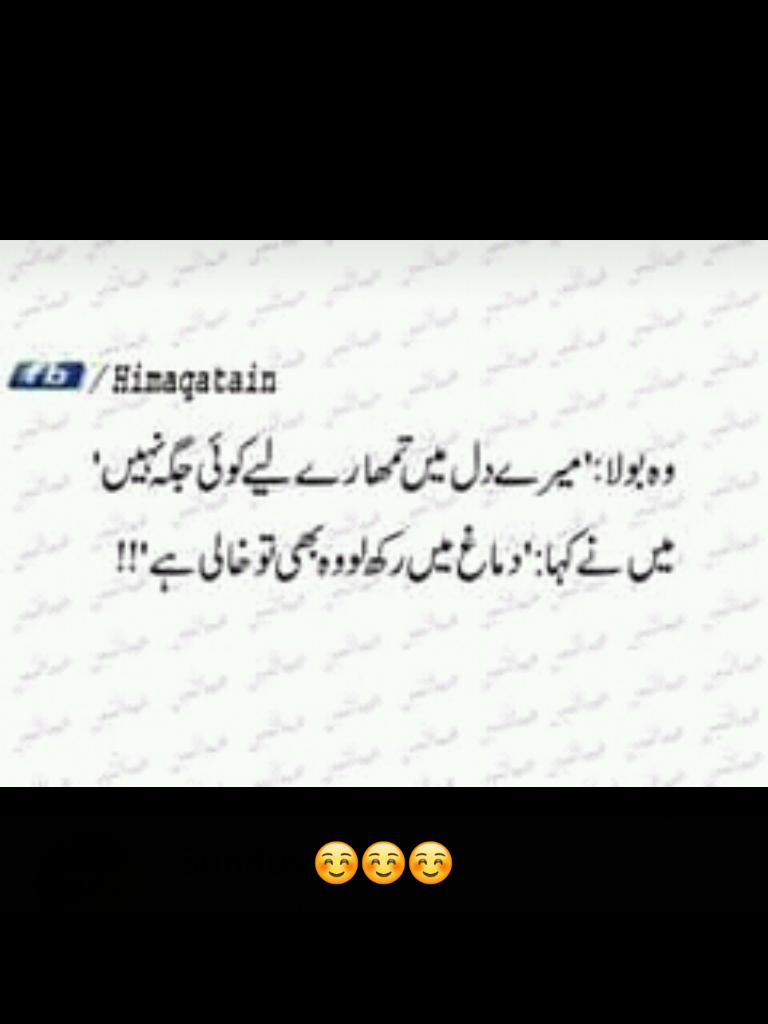 fb/Himaqatain
وہ بولا:'میرے دل میں تمھارے لیے کوئی جگہ نہیں'
میں نے کہا:'دماغ میں رکھ لو وہ بھی تو خالی ہے'!!
☺☺☺